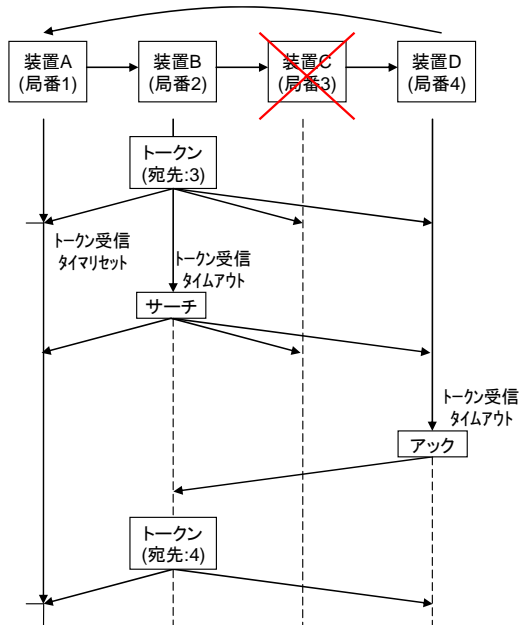 装置A
(局番1)
装置B
(局番2)
装置C
(局番3)
装置D
(局番4)
トークン
(宛先:3)
トークン受信
タイマリセット
トークン受信
タイムアウト
サーチ
トークン受信
タイムアウト
アック
トークン
(宛先:4)